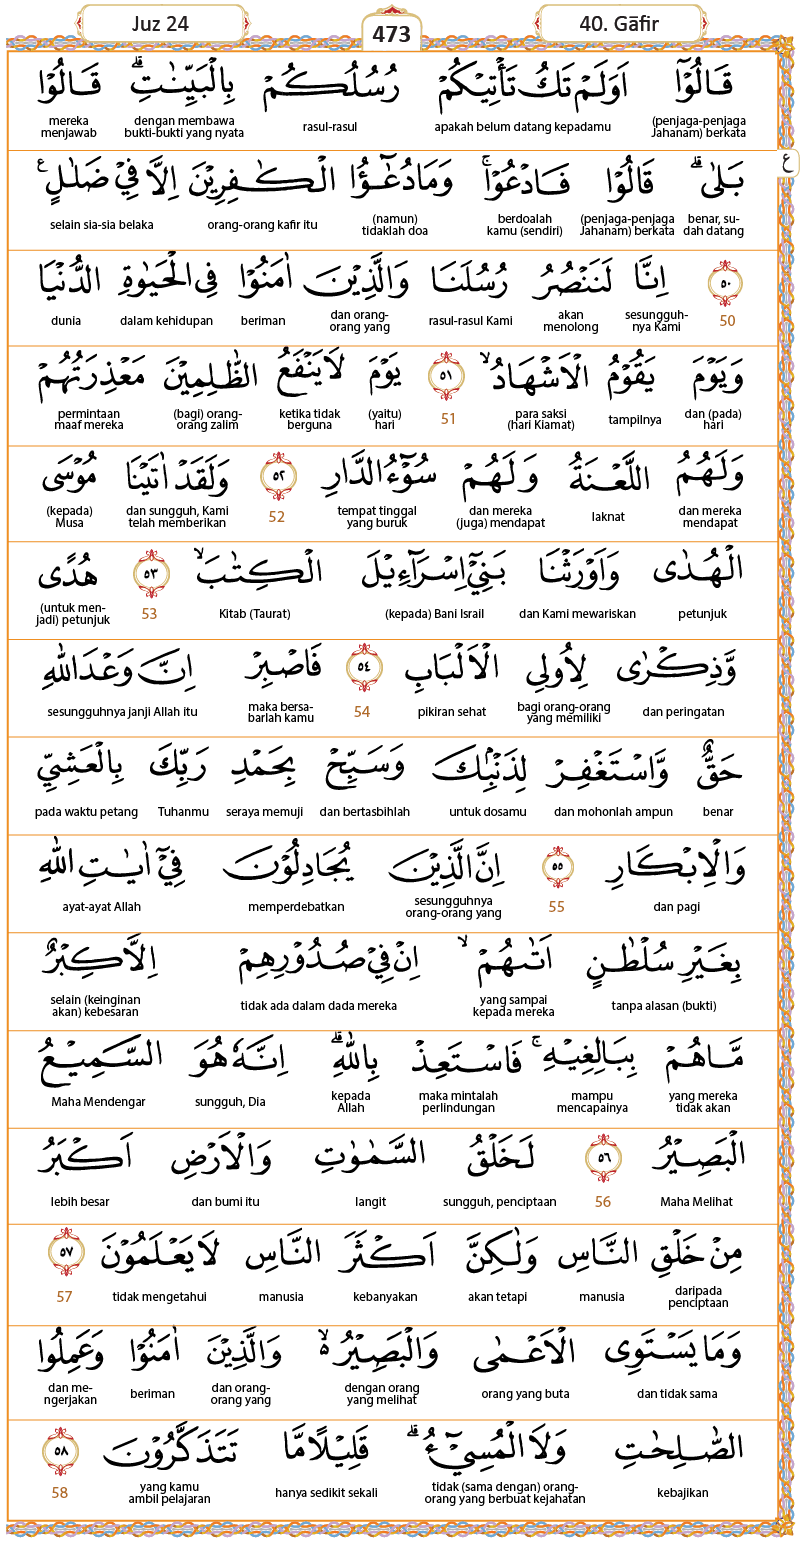 Juz 24
473
40. Gāfir
قَالُوْٓا اَوَلَمْ تَكُ تَأْتِيْكُمْ رُسُلُكُمْ بِالْبَيِّنٰتِۗ قَالُوْا
(penjaga-penjaga Jahanam) berkata apakah belum datang kepadamu rasul-rasul dengan membawa bukti-bukti yang nyata mereka menjawab
ع
بَلٰىۗ قَالُوْا فَادْعُوْاۚ وَمَا دُعٰۤؤُا الْكٰفِرِيْنَ اِلَّا فِيْ ضَلٰلٍ ࣖ
benar, su-dah datang (penjaga-penjaga Jahanam) berkata berdoalah kamu (sendiri) (namun) tidaklah doa orang-orang kafir itu selain sia-sia belaka
٥٠ اِنَّا لَنَنْصُرُ رُسُلَنَا وَالَّذِيْنَ اٰمَنُوْا فِى الْحَيٰوةِ الدُّنْيَا
50 sesungguh-nya Kami akan menolong rasul-rasul Kami dan orang-orang yang beriman dalam kehidupan dunia
وَيَوْمَ يَقُوْمُ الْاَشْهَادُۙ ٥١ يَوْمَ لَا يَنْفَعُ الظّٰلِمِيْنَ مَعْذِرَتُهُمْ
dan (pada) hari tampilnya para saksi (hari Kiamat) 51 (yaitu) hari ketika tidak berguna (bagi) orang-orang zalim permintaan maaf mereka
وَلَهُمُ اللَّعْنَةُ وَلَهُمْ سُوْۤءُ الدَّارِ ٥٢ وَلَقَدْ اٰتَيْنَا مُوْسَى
dan mereka mendapat laknat dan mereka (juga) mendapat tempat tinggal yang buruk 52 dan sungguh, Kami telah memberikan (kepada) Musa
الْهُدٰى وَاَوْرَثْنَا بَنِيْٓ اِسْرَاۤءِيْلَ الْكِتٰبَۙ ٥٣ هُدًى
petunjuk dan Kami mewariskan (kepada) Bani Israil Kitab (Taurat) 53 (untuk men-jadi) petunjuk
وَّذِكْرٰى لِاُولِى الْاَلْبَابِ ٥٤ فَاصْبِرْ اِنَّ وَعْدَ اللّٰهِ
dan peringatan bagi orang-orang yang memiliki pikiran sehat 54 maka bersa-barlah kamu sesungguhnya janji Allah itu
حَقٌّ وَّاسْتَغْفِرْ لِذَنْۢبِكَ وَسَبِّحْ بِحَمْدِ رَبِّكَ بِالْعَشِيِّ
benar dan mohonlah ampun untuk dosamu dan bertasbihlah seraya memuji Tuhanmu pada waktu petang
وَالْاِبْكَارِ ٥٥ اِنَّ الَّذِيْنَ يُجَادِلُوْنَ فِيْٓ اٰيٰتِ اللّٰهِ
dan pagi 55 sesungguhnya orang-orang yang memperdebatkan ayat-ayat Allah
بِغَيْرِ سُلْطٰنٍ اَتٰىهُمْۙ اِنْ فِيْ صُدُوْرِهِمْ اِلَّا كِبْرٌ
tanpa alasan (bukti) yang sampai kepada mereka tidak ada dalam dada mereka selain (keinginan akan) kebesaran
مَّا هُمْ بِبَالِغِيْهِۚ فَاسْتَعِذْ بِاللّٰهِۗ اِنَّهٗ هُوَ السَّمِيْعُ
yang mereka tidak akan mampu mencapainya maka mintalah perlindungan kepada Allah sungguh, Dia Maha Mendengar
الْبَصِيْرُ ٥٦ لَخَلْقُ السَّمٰوٰتِ وَالْاَرْضِ اَكْبَرُ
Maha Melihat 56 sungguh, penciptaan langit dan bumi itu lebih besar
مِنْ خَلْقِ النَّاسِ وَلٰكِنَّ اَكْثَرَ النَّاسِ لَا يَعْلَمُوْنَ ٥٧
daripada penciptaan manusia akan tetapi kebanyakan manusia tidak mengetahui 57
وَمَا يَسْتَوِى الْاَعْمٰى وَالْبَصِيْرُ ەۙ وَالَّذِيْنَ اٰمَنُوْا وَعَمِلُوا
dan tidak sama orang yang buta dengan orang yang melihat dan orang-orang yang beriman dan me-ngerjakan
الصّٰلِحٰتِ وَلَا الْمُسِيْۤءُۗ قَلِيْلًا مَّا تَتَذَكَّرُوْنَ ٥٨
kebajikan tidak (sama dengan) orang-orang yang berbuat kejahatan hanya sedikit sekali yang kamu ambil pelajaran 58